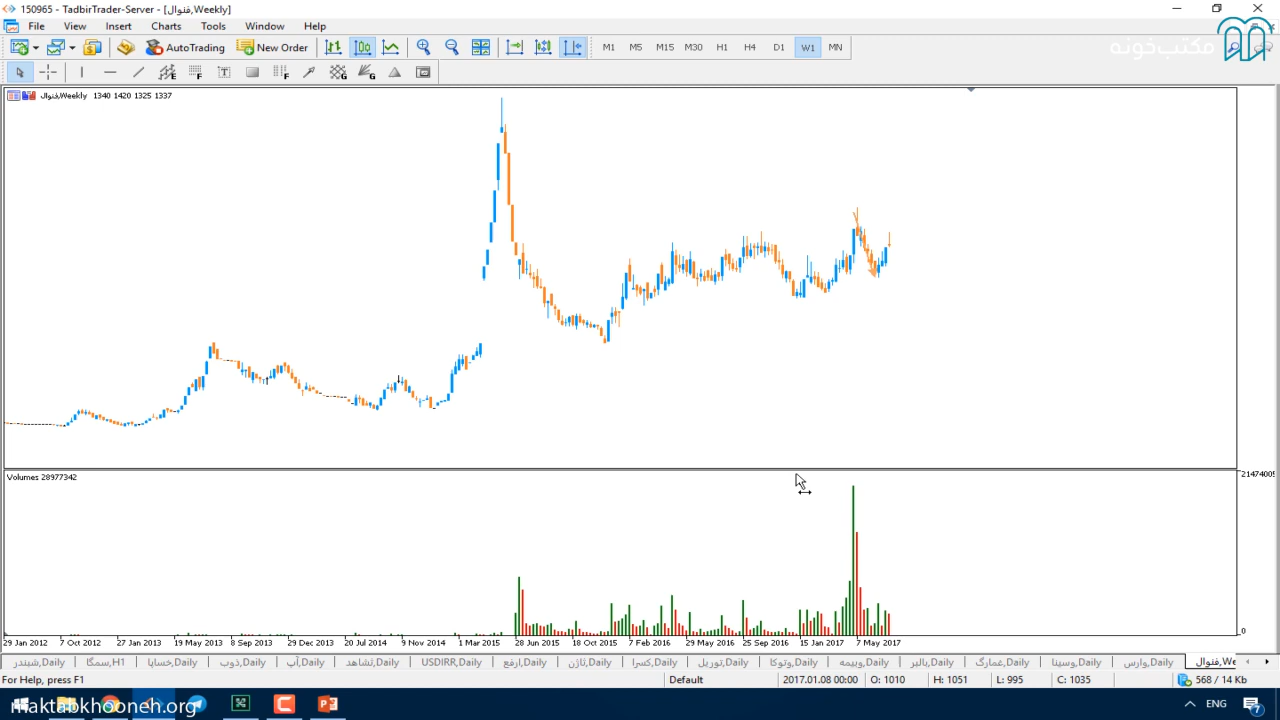 150965 - TadbirTrader-Server - [فنوال,Weekly]
File View Insert Charts Tools Window Help
AutoTrading New Order M1 M5 M15 M30 H1 H4 D1 W1 MN
مکتب‌خونه
فنوال,Weekly 1340 1420 1325 1337
Volumes 28977342
21474005
0
29 Jan 2012 7 Oct 2012 27 Jan 2013 19 May 2013 8 Sep 2013 29 Dec 2013 20 Jul 2014 9 Nov 2014 1 Mar 2015 28 Jun 2015 18 Oct 2015 7 Feb 2016 29 May 2016 25 Sep 2016 15 Jan 2017 7 May 2017
شپندر,Daily سمگا,H1 خساپا,Daily ذوب,Daily آپ,Daily تشاهد,Daily USDIRR,Daily ارفع,Daily ثاژن,Daily کسرا,Daily توریل,Daily وتوکا,Daily وبیمه,Daily بالبر,Daily غمارگ,Daily وسینا,Daily وارس,Daily فنوال,We
For Help, press F1 Default 2017.01.08 00:00 O: 1010 H: 1051 L: 995 C: 1035 568 / 14 Kb
maktabkhooneh.org ENG 7